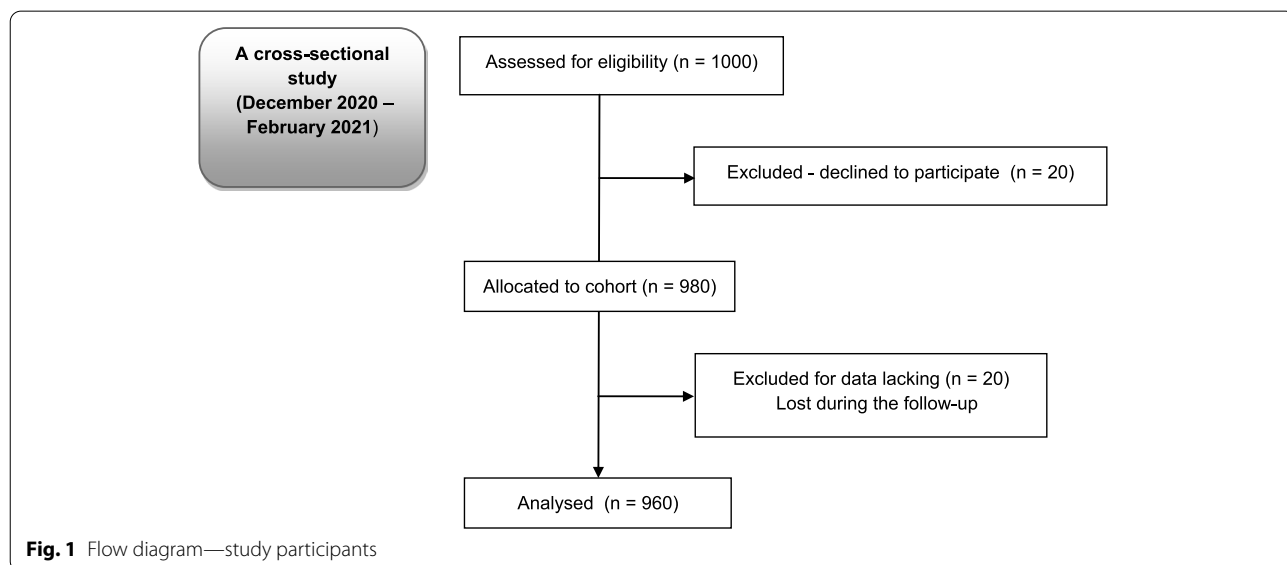 A cross-sectional
study
(December 2020 –
February 2021)
Assessed for eligibility (n = 1000)
Excluded - declined to participate (n = 20)
Allocated to cohort (n = 980)
Excluded for data lacking (n = 20)
Lost during the follow-up
Analysed (n = 960)
Fig. 1 Flow diagram—study participants